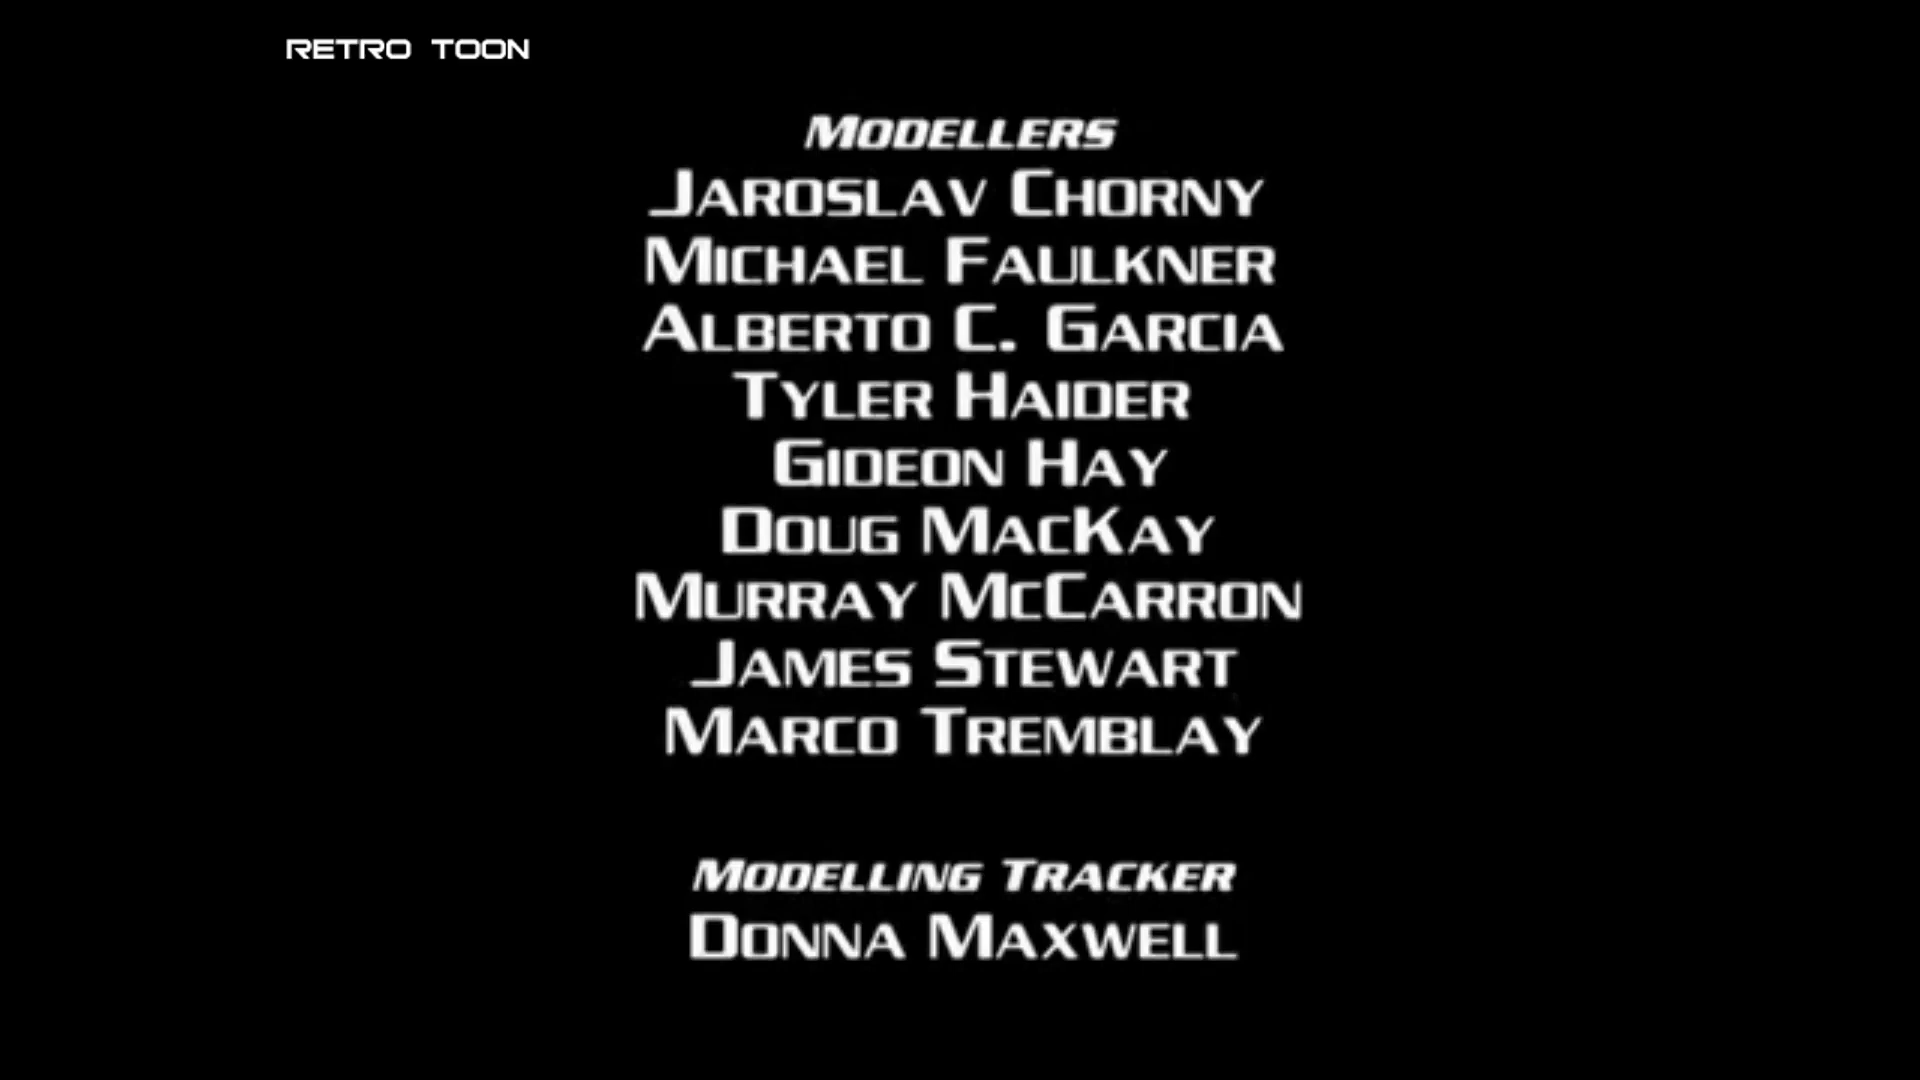 RETRO TOON
MODELLERS
JAROSLAV CHORNY
MICHAEL FAULKNER
ALBERTO C. GARCIA
TYLER HAIDER
GIDEON HAY
DOUG MACKAY
MURRAY MCCARRON
JAMES STEWART
MARCO TREMBLAY
MODELLING TRACKER
DONNA MAXWELL